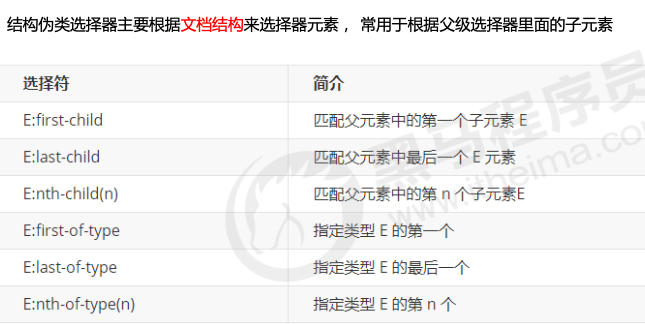 结构伪类选择器主要根据文档结构来选择器元素， 常用于根据父级选择器里面的子元素
选择符 简介
E:first-child 匹配父元素中的第一个子元素 E
E:last-child 匹配父元素中最后一个 E 元素
E:nth-child(n) 匹配父元素中的第 n 个子元素E
E:first-of-type 指定类型 E 的第一个
E:last-of-type 指定类型 E 的最后一个
E:nth-of-type(n) 指定类型 E 的第 n 个
黑马程序员
www.itheima.com